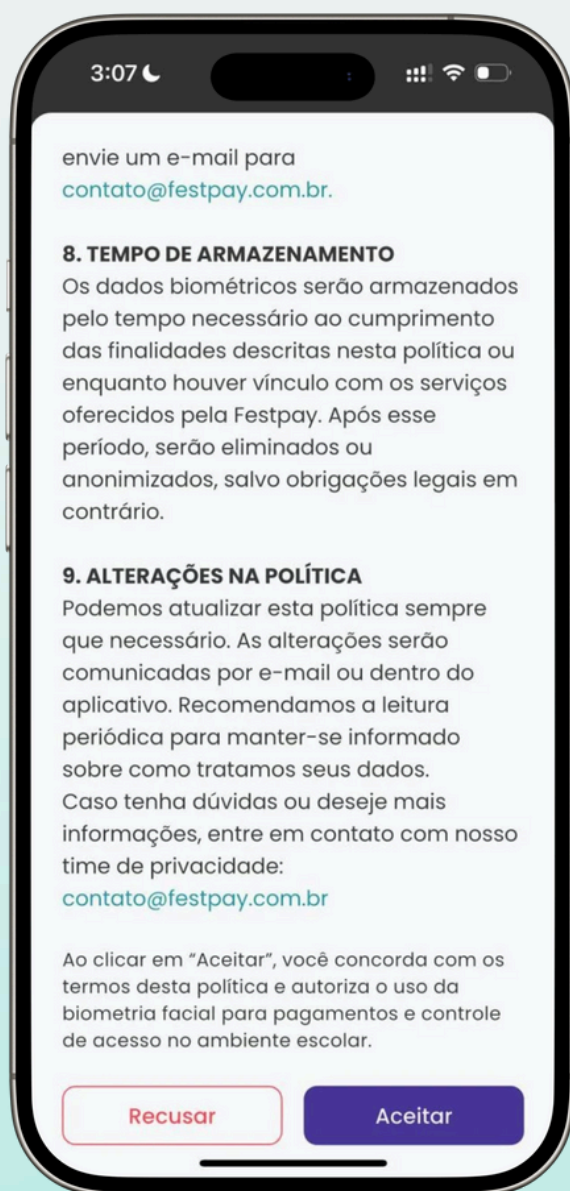 3:07
envie um e-mail para
contato@festpay.com.br.
8. TEMPO DE ARMAZENAMENTO
Os dados biométricos serão armazenados
pelo tempo necessário ao cumprimento
das finalidades descritas nesta política ou
enquanto houver vínculo com os serviços
oferecidos pela Festpay. Após esse
período, serão eliminados ou
anonimizados, salvo obrigações legais em
contrário.
9. ALTERAÇÕES NA POLÍTICA
Podemos atualizar esta política sempre
que necessário. As alterações serão
comunicadas por e-mail ou dentro do
aplicativo. Recomendamos a leitura
periódica para manter-se informado
sobre como tratamos seus dados.
Caso tenha dúvidas ou deseje mais
informações, entre em contato com nosso
time de privacidade:
contato@festpay.com.br
Ao clicar em “Aceitar”, você concorda com os
termos desta política e autoriza o uso da
biometria facial para pagamentos e controle
de acesso no ambiente escolar.
Recusar
Aceitar